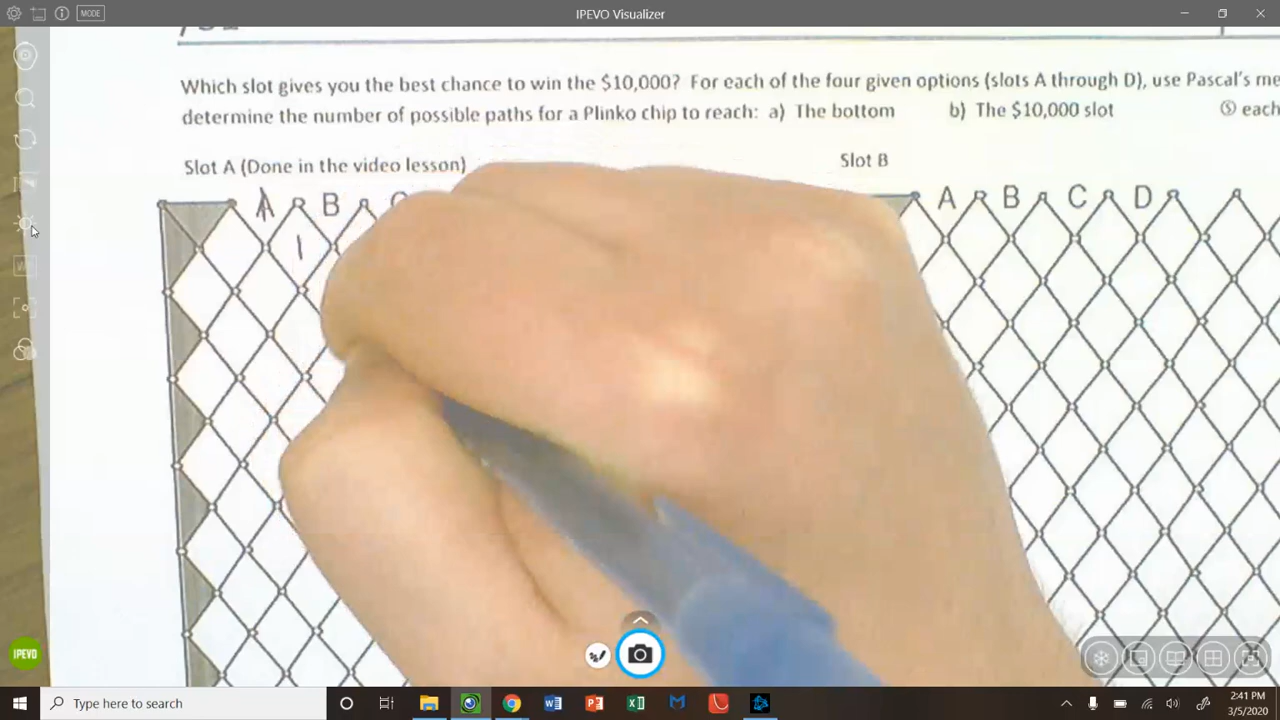 IPEVO Visualizer
MODE
Which slot gives you the best chance to win the $10,000? For each of the four given options (slots A through D), use Pascal's
determine the number of possible paths for a Plinko chip to reach: a) The bottom b) The $10,000 slot each
Slot A (Done in the video lesson) Slot B
A B A B C D
1
IPEVO
Type here to search
2:41 PM
3/5/2020